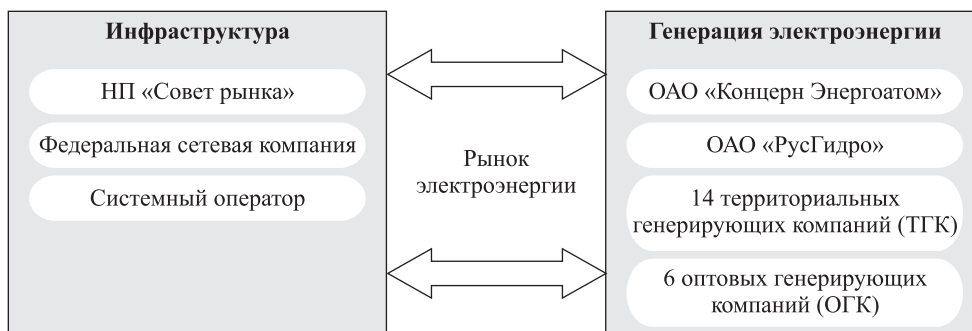 Инфраструктура
НП «Совет рынка»
Федеральная сетевая компания
Системный оператор
Рынок
электроэнергии
Генерация электроэнергии
ОАО «Концерн Энергоатом»
ОАО «РусГидро»
14 территориальных
генерирующих компаний (ТГК)
6 оптовых генерирующих
компаний (ОГК)